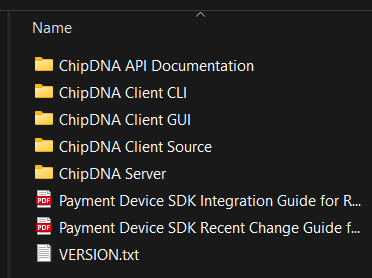 Name
ChipDNA API Documentation
ChipDNA Client CLI
ChipDNA Client GUI
ChipDNA Client Source
ChipDNA Server
PDF Payment Device SDK Integration Guide for R...
PDF Payment Device SDK Recent Change Guide f...
VERSION.txt